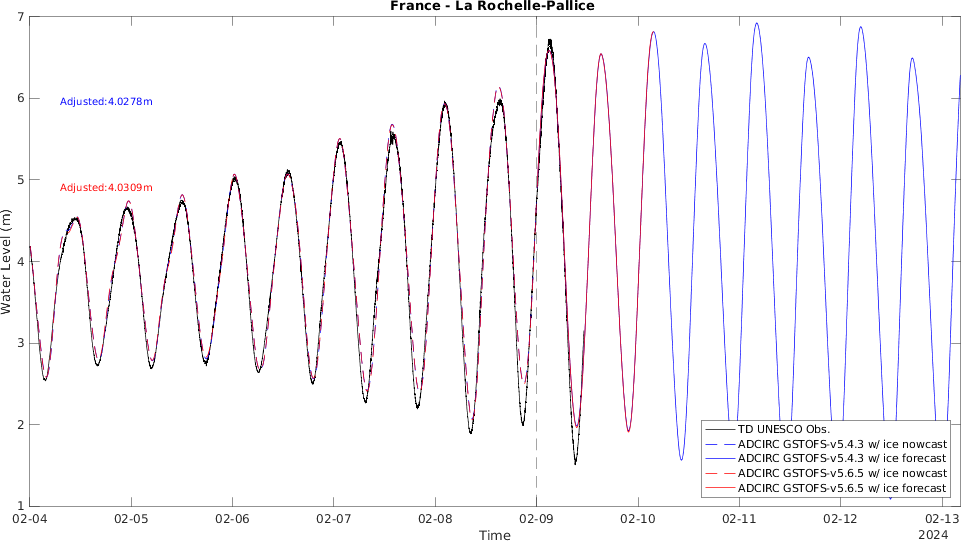 France - La Rochelle-Pallice
7
6
5
4
3
2
1
Water Level (m)
Adjusted:4.0278m
Adjusted:4.0309m
TD UNESCO Obs.
ADCIRC GSTOFS-v5.4.3 w/ ice nowcast
ADCIRC GSTOFS-v5.4.3 w/ ice forecast
ADCIRC GSTOFS-v5.6.5 w/ ice nowcast
ADCIRC GSTOFS-v5.6.5 w/ ice forecast
02-04 02-05 02-06 02-07 02-08 02-09 02-10 02-11 02-12 02-13
Time
2024